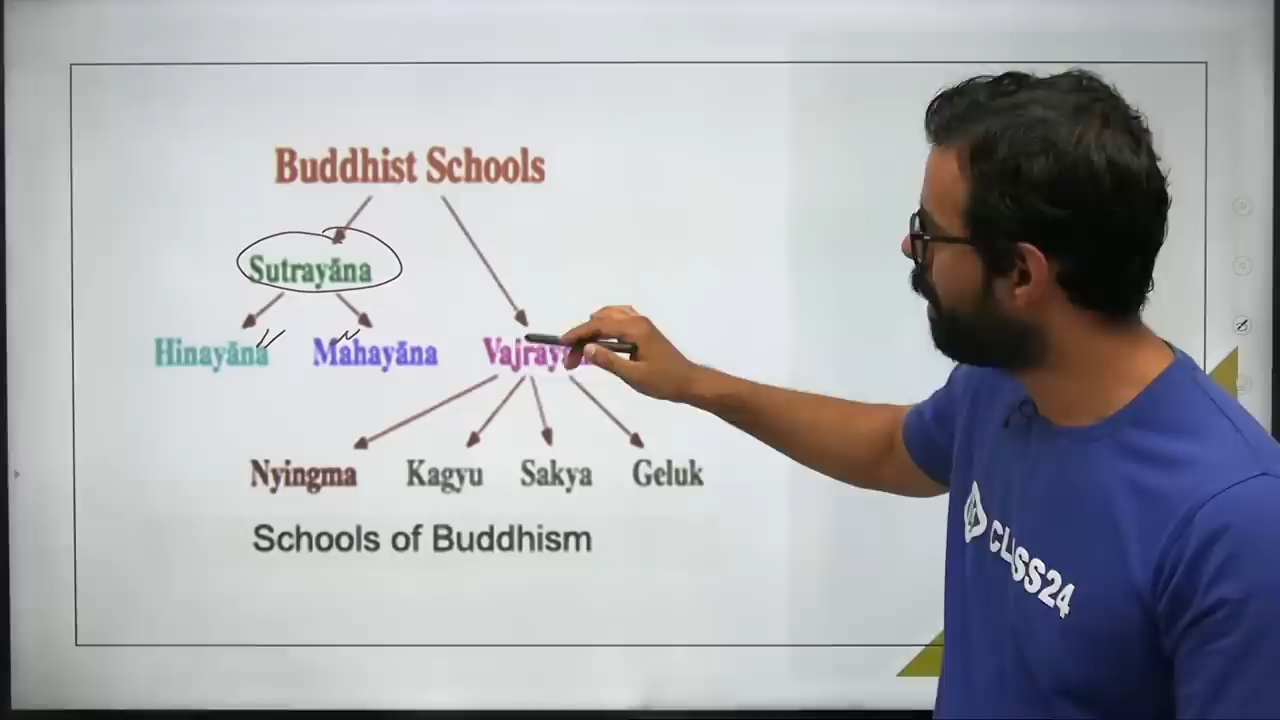 Buddhist Schools
Sutrayāna
Hinayāna Mahayāna
Nyingma Kagyu Sakya Geluk
Schools of Buddhism
CLASS24